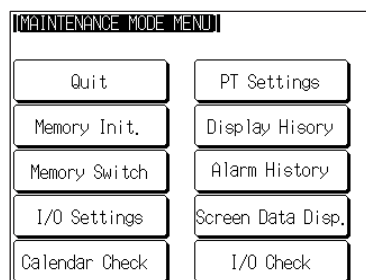 [MAINTENANCE MODE MENU]
Quit
PT Settings
Memory Init.
Display Hisory
Memory Switch
Alarm History
I/O Settings
Screen Data Disp.
Calendar Check
I/O Check